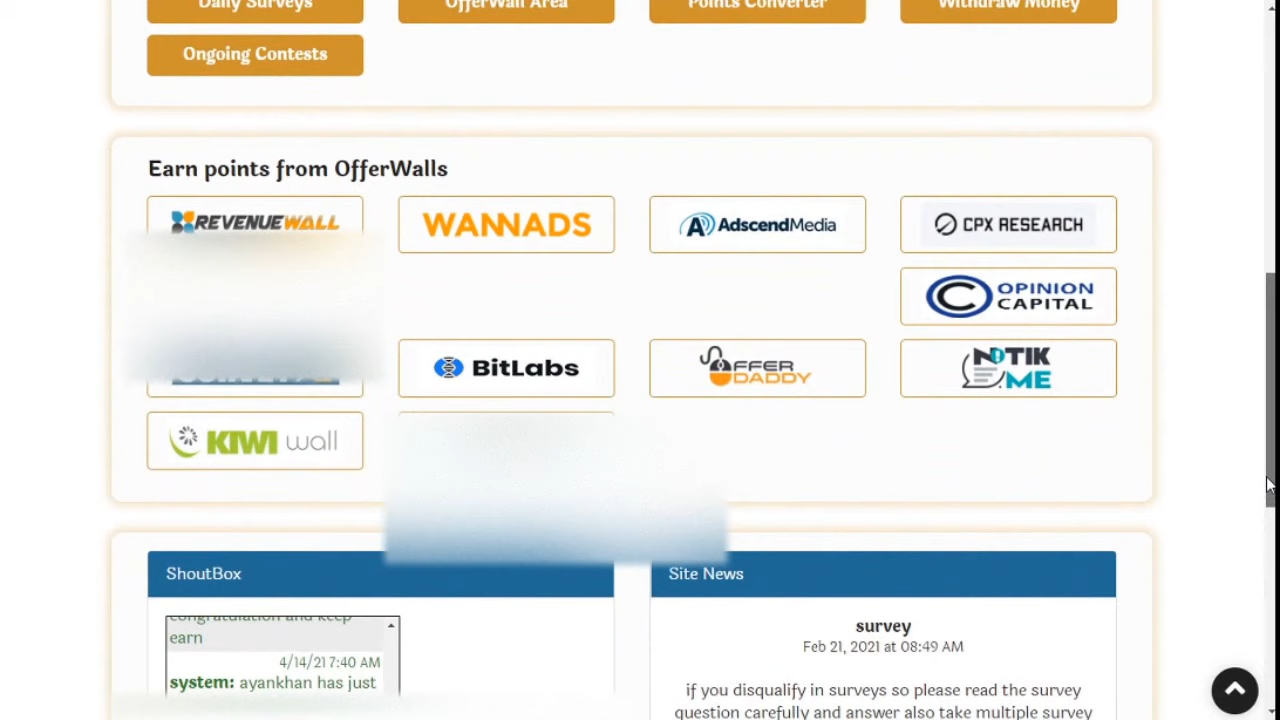 Daily Surveys
OfferWall Area
Points Converter
Withdraw Money
Ongoing Contests
Earn points from OfferWalls
REVENUEWALL
WANNADS
AdscendMedia
CPX RESEARCH
OPINION
CAPITAL
BitLabs
OFFER
DADDY
NOTIK
ME
KIWI wall
ShoutBox
congratulation and keep
earn
4/14/21 7:40 AM
system: ayankhan has just
Site News
survey
Feb 21, 2021 at 08:49 AM
if you disqualify in surveys so please read the survey
question carefully and answer also take multiple survey